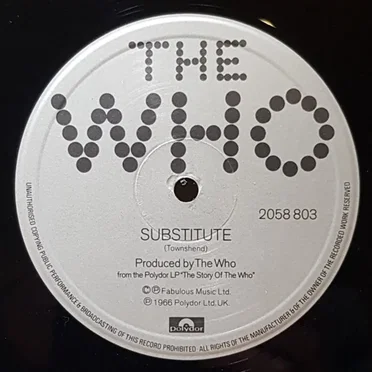 THE
WHO
2058 803
SUBSTITUTE
(Townshend)
Produced by The Who
from the Polydor LP "The Story Of The Who"
©℗ Fabulous Music Ltd.
℗ 1966 Polydor Ltd. UK
Polydor
UNAUTHORISED COPYING PUBLIC PERFORMANCE & BROADCASTING OF THIS RECORD PROHIBITED. ALL RIGHTS OF THE MANUFACTURER & OF THE OWNER OF THE RECORDED WORK RESERVED